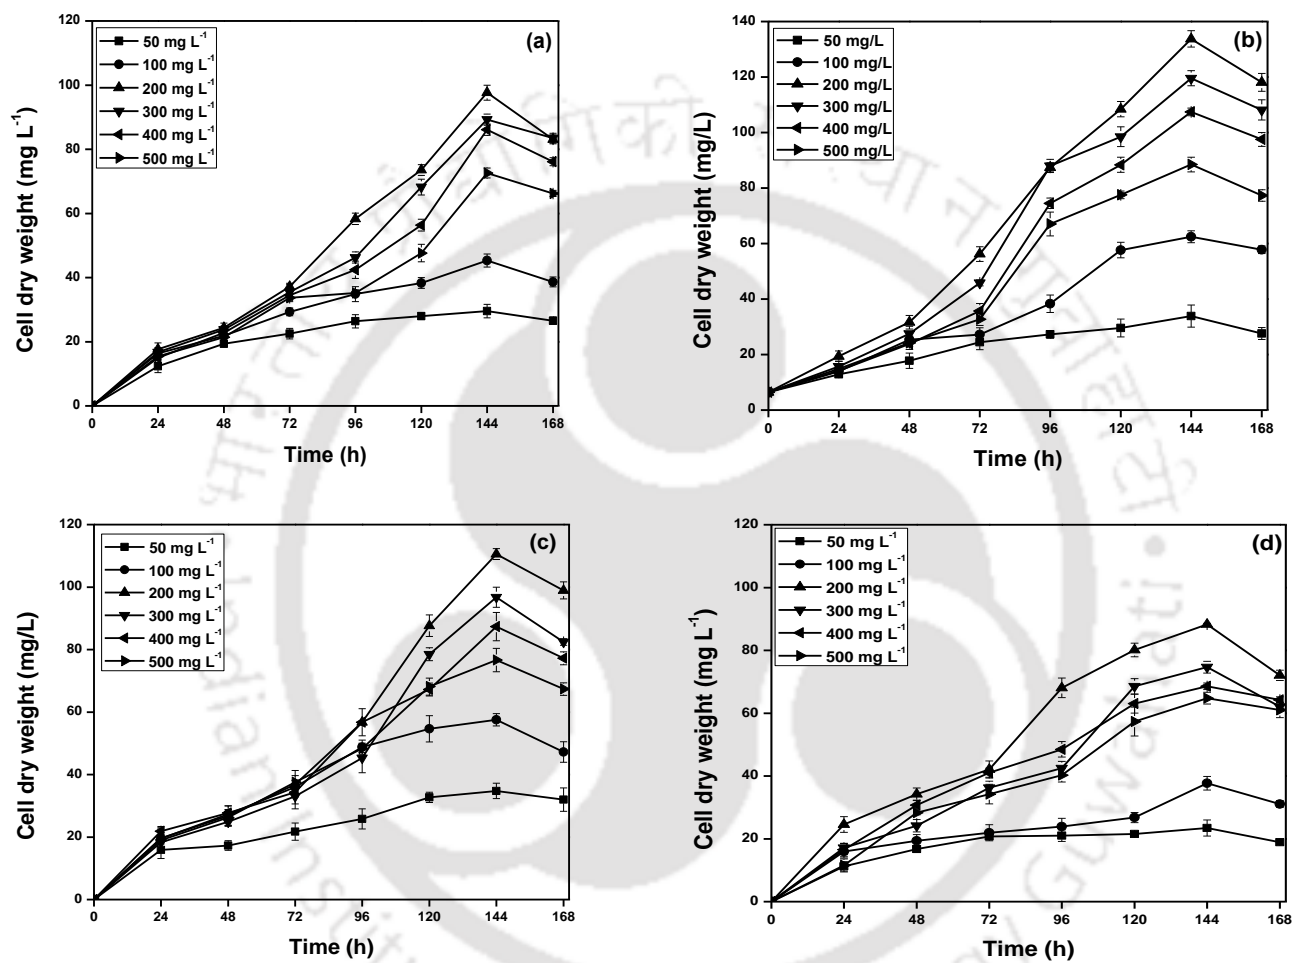 (a)
50 mg L⁻¹
100 mg L⁻¹
200 mg L⁻¹
300 mg L⁻¹
400 mg L⁻¹
500 mg L⁻¹
120
100
80
60
40
20
0
Cell dry weight (mg L⁻¹)
0 24 48 72 96 120 144 168
Time (h)
(b)
50 mg/L
100 mg/L
200 mg/L
300 mg/L
400 mg/L
500 mg/L
140
120
100
80
60
40
20
0
Cell dry weight (mg/L)
0 24 48 72 96 120 144 168
Time (h)
(c)
50 mg L⁻¹
100 mg L⁻¹
200 mg L⁻¹
300 mg L⁻¹
400 mg L⁻¹
500 mg L⁻¹
120
100
80
60
40
20
0
Cell dry weight (mg/L)
0 24 48 72 96 120 144 168
Time (h)
(d)
50 mg L⁻¹
100 mg L⁻¹
200 mg L⁻¹
300 mg L⁻¹
400 mg L⁻¹
500 mg L⁻¹
120
100
80
60
40
20
0
Cell dry weight (mg L⁻¹)
0 24 48 72 96 120 144 168
Time (h)
Indian Institut
Guwahati